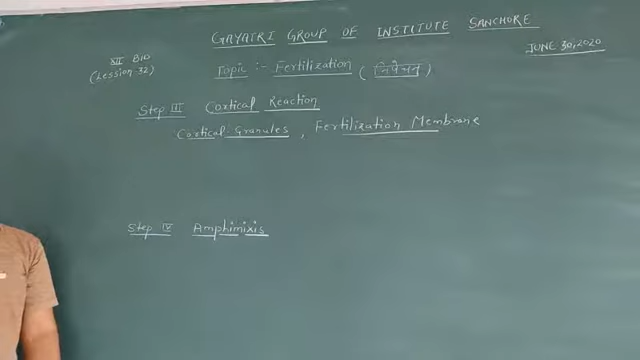 GAYATRI GROUP OF INSTITUTE SANCHORE
JUNE 30, 2020
XII BIO
(Lession-32)
Topic :- Fertilization (निषेचन)
Step III Cortical Reaction
Cortical Granules, Fertilization Membrane
Step IV Amphimixis